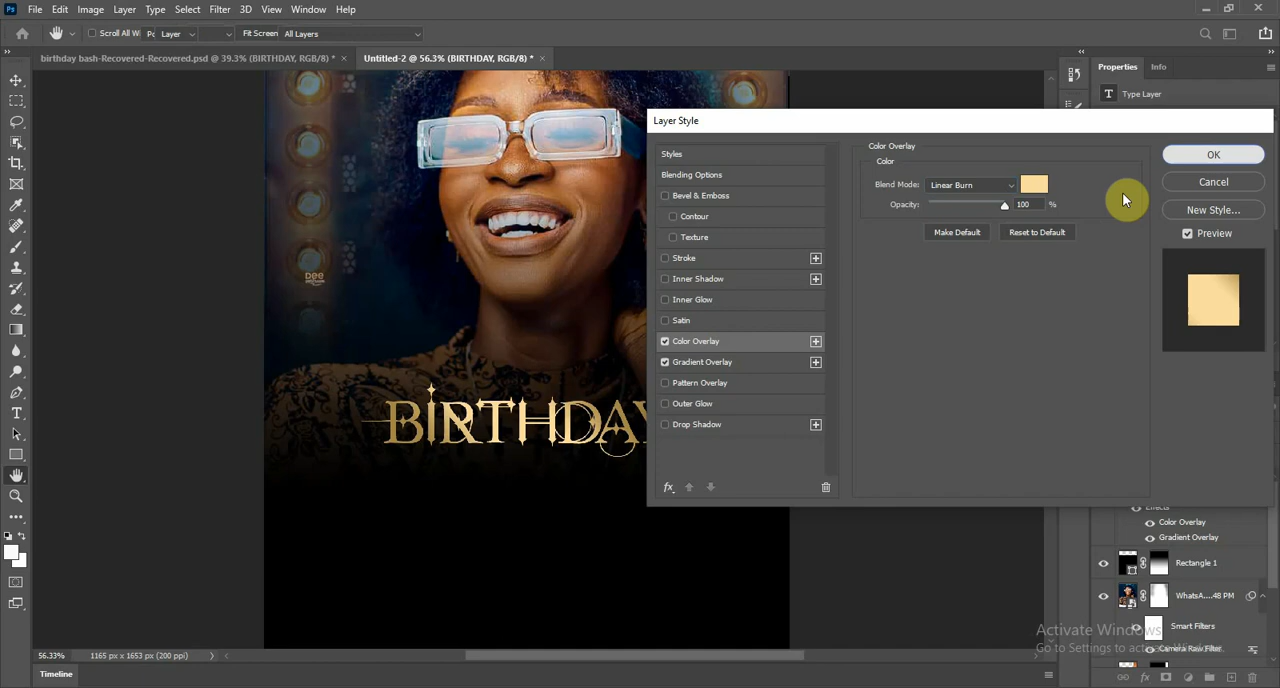 Ps File Edit Image Layer Type Select Filter 3D View Window Help
Scroll All Wi Layer Fit Screen All Layers
birthday bash-Recovered-Recovered.psd @ 39.3% (BIRTHDAY, RGB/8) * × Untitled-2 @ 56.3% (BIRTHDAY, RGB/8) * ×
Properties Info
T Type Layer
Layer Style
Styles
Blending Options
Bevel & Emboss
Contour
Texture
Stroke
Inner Shadow
Inner Glow
Satin
Color Overlay
Gradient Overlay
Pattern Overlay
Outer Glow
Drop Shadow
fx
Color Overlay
Color
Blend Mode: Linear Burn
Opacity: 100 %
Make Default Reset to Default
OK
Cancel
New Style...
Preview
Dee
BIRTHDAY
Effects
Color Overlay
Gradient Overlay
Rectangle 1
WhatsA....48 PM
Smart Filters
Camera Raw Filter
Activate Windows
Go to Settings to activate Windows.
56.33% 1165 px x 1653 px (200 ppi)
Timeline
fx